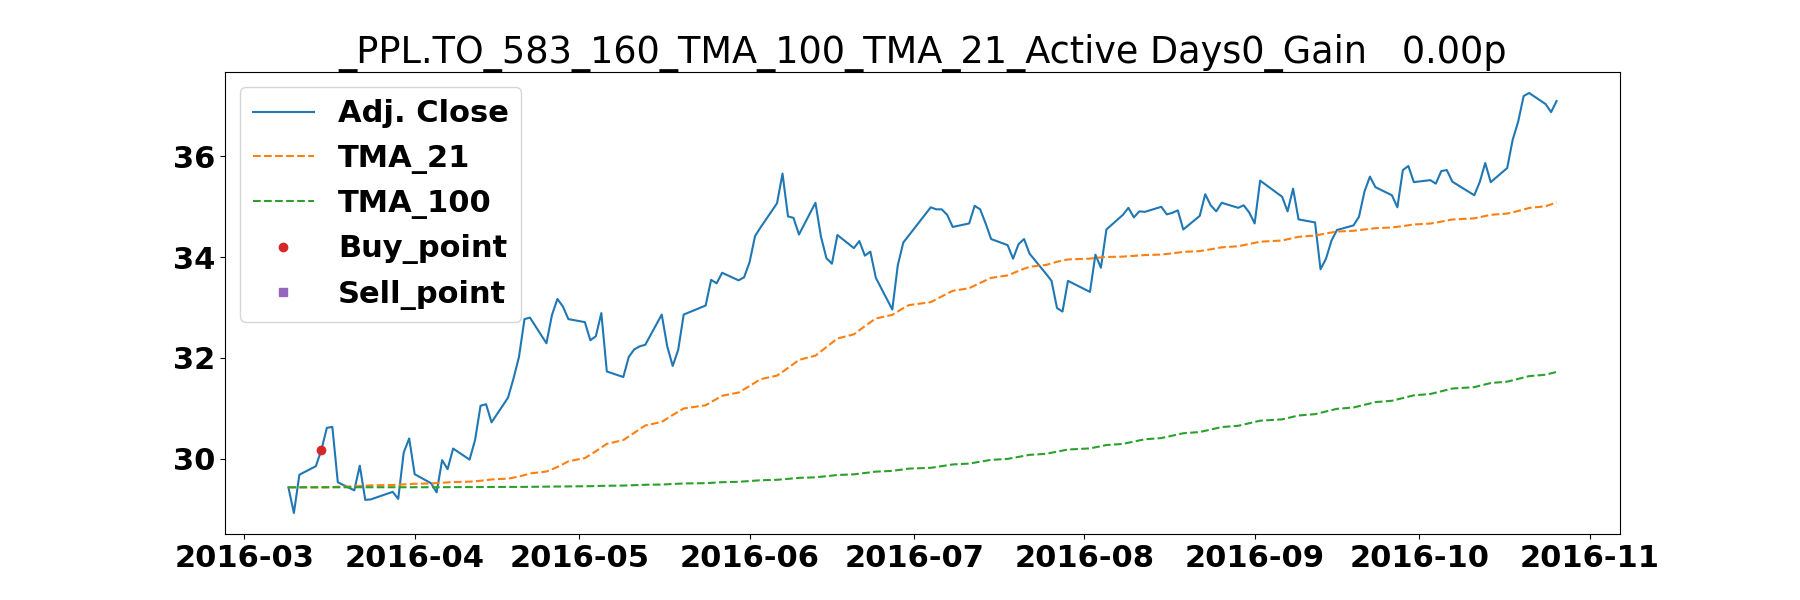 _PPL.TO_583_160_TMA_100_TMA_21_Active Days0_Gain   0.00p
Adj. Close
TMA_21
TMA_100
Buy_point
Sell_point
36
34
32
30
2016-03 2016-04 2016-05 2016-06 2016-07 2016-08 2016-09 2016-10 2016-11